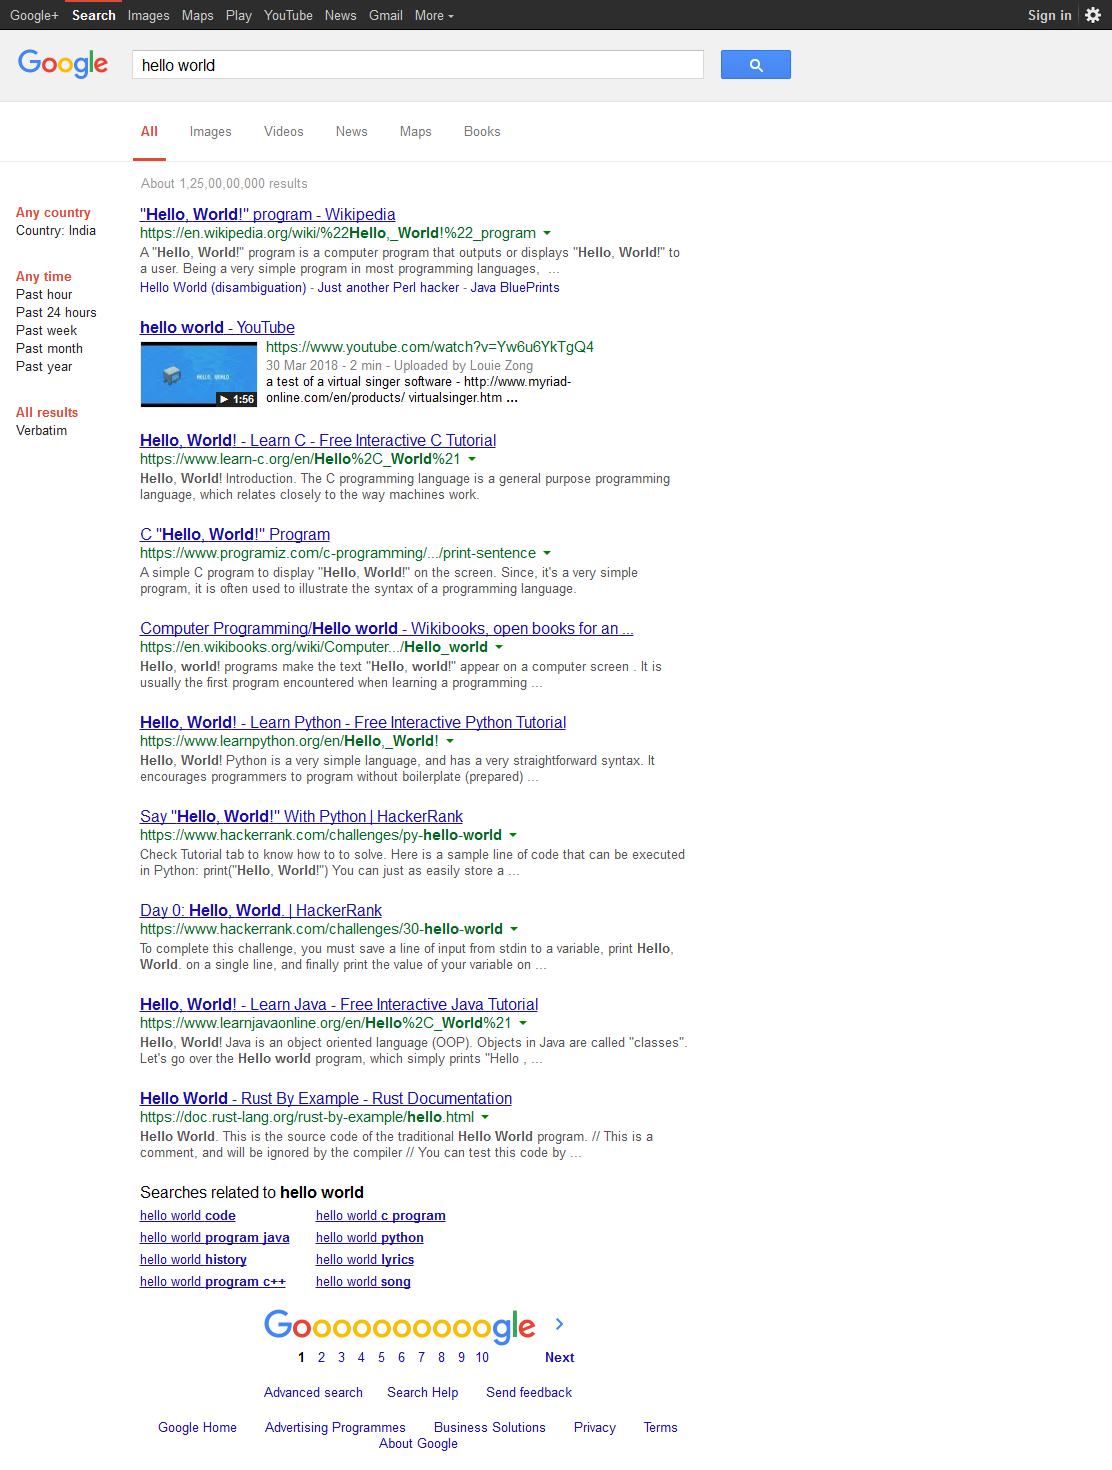 Google+ Search Images Maps Play YouTube News Gmail More Sign in
Google hello world
All Images Videos News Maps Books
About 1,25,00,00,000 results
Any country
Country: India
Any time
Past hour
Past 24 hours
Past week
Past month
Past year
All results
Verbatim
"Hello, World!" program - Wikipedia
https://en.wikipedia.org/wiki/%22Hello,_World!%22_program
A "Hello, World!" program is a computer program that outputs or displays "Hello, World!" to
a user. Being a very simple program in most programming languages, ...
Hello World (disambiguation) - Just another Perl hacker - Java BluePrints
hello world - YouTube
HELLO, WORLD
1:56
https://www.youtube.com/watch?v=Yw6u6YkTgQ4
30 Mar 2018 - 2 min - Uploaded by Louie Zong
a test of a virtual singer software - http://www.myriad-
online.com/en/products/ virtualsinger.htm ...
Hello, World! - Learn C - Free Interactive C Tutorial
https://www.learn-c.org/en/Hello%2C_World%21
Hello, World! Introduction. The C programming language is a general purpose programming
language, which relates closely to the way machines work.
C "Hello, World!" Program
https://www.programiz.com/c-programming/.../print-sentence
A simple C program to display "Hello, World!" on the screen. Since, it's a very simple
program, it is often used to illustrate the syntax of a programming language.
Computer Programming/Hello world - Wikibooks, open books for an ...
https://en.wikibooks.org/wiki/Computer.../Hello_world
Hello, world! programs make the text "Hello, world!" appear on a computer screen . It is
usually the first program encountered when learning a programming ...
Hello, World! - Learn Python - Free Interactive Python Tutorial
https://www.learnpython.org/en/Hello,_World!
Hello, World! Python is a very simple language, and has a very straightforward syntax. It
encourages programmers to program without boilerplate (prepared) ...
Say "Hello, World!" With Python | HackerRank
https://www.hackerrank.com/challenges/py-hello-world
Check Tutorial tab to know how to to solve. Here is a sample line of code that can be executed
in Python: print("Hello, World!") You can just as easily store a ...
Day 0: Hello, World. | HackerRank
https://www.hackerrank.com/challenges/30-hello-world
To complete this challenge, you must save a line of input from stdin to a variable, print Hello,
World. on a single line, and finally print the value of your variable on ...
Hello, World! - Learn Java - Free Interactive Java Tutorial
https://www.learnjavaonline.org/en/Hello%2C_World%21
Hello, World! Java is an object oriented language (OOP). Objects in Java are called "classes".
Let's go over the Hello world program, which simply prints "Hello , ...
Hello World - Rust By Example - Rust Documentation
https://doc.rust-lang.org/rust-by-example/hello.html
Hello World. This is the source code of the traditional Hello World program. // This is a
comment, and will be ignored by the compiler // You can test this code by ...
Searches related to hello world
hello world code hello world c program
hello world program java hello world python
hello world history hello world lyrics
hello world program c++ hello world song
Goooooooooogle
1 2 3 4 5 6 7 8 9 10 Next
Advanced search Search Help Send feedback
Google Home Advertising Programmes Business Solutions Privacy Terms
About Google